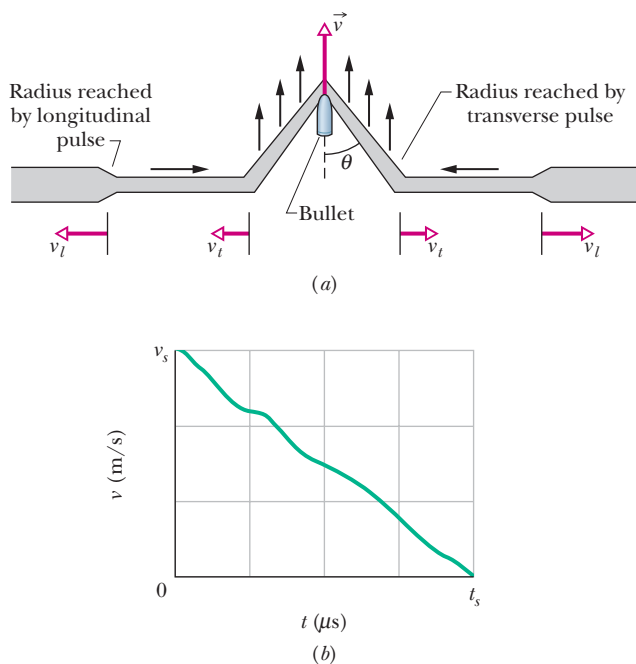 v⃗
Radius reached
by longitudinal
pulse
Radius reached by
transverse pulse
θ
Bullet
v_l
v_t
v_t
v_l
(a)
v_s
v (m/s)
0
t_s
t (μs)
(b)